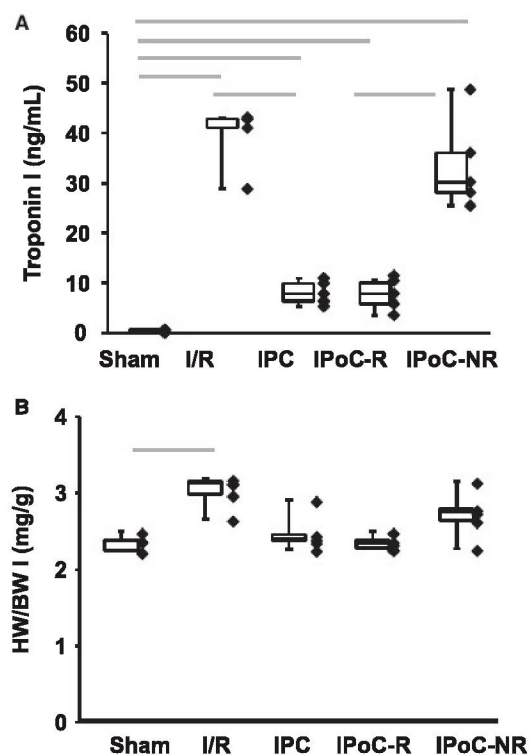 A
Troponin I (ng/mL)
60
50
40
30
20
10
0
Sham I/R IPC IPoC-R IPoC-NR
B
HW/BW I (mg/g)
4
3
2
1
0
Sham I/R IPC IPoC-R IPoC-NR